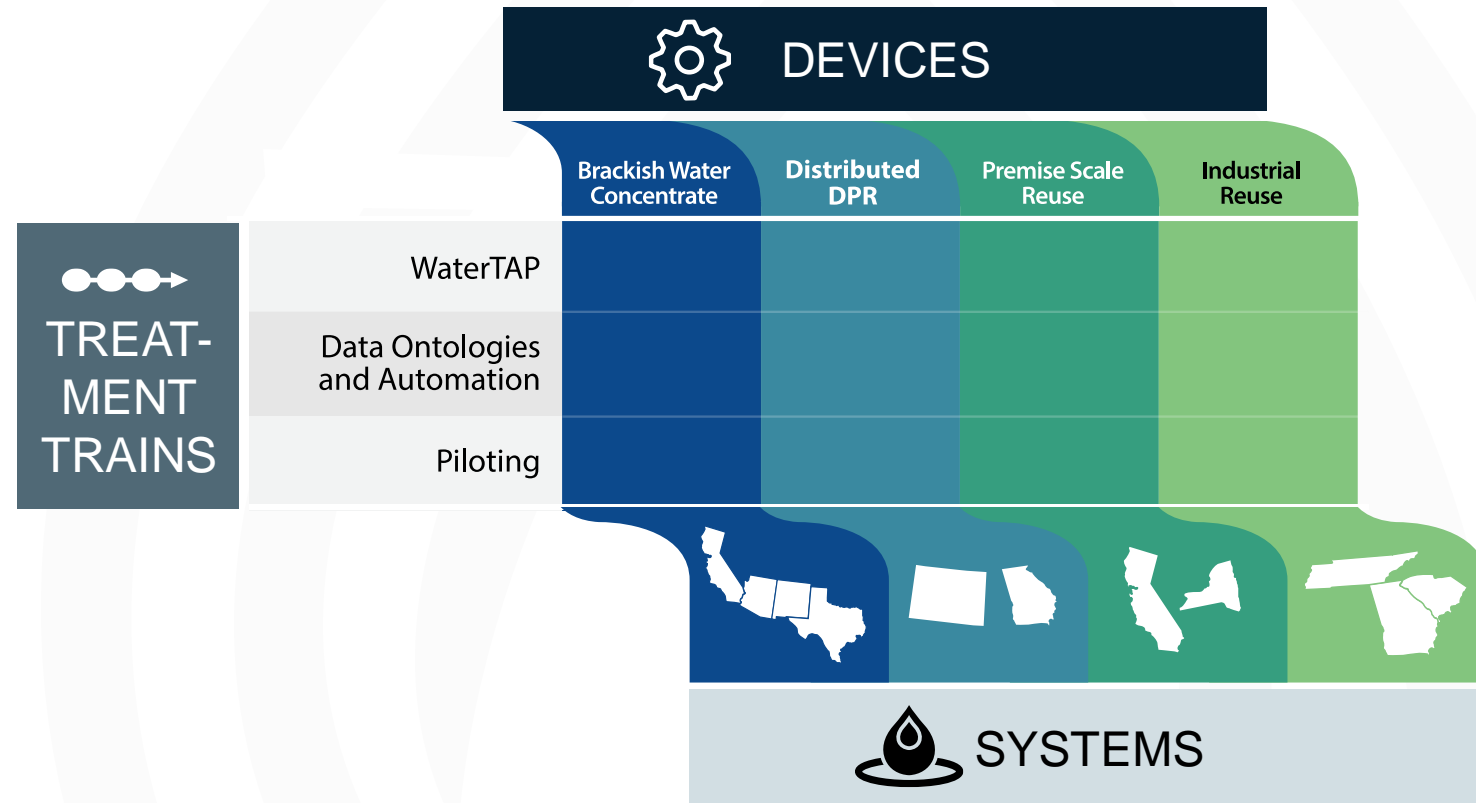 DEVICES
Brackish Water
Concentrate
Distributed
DPR
Premise Scale
Reuse
Industrial
Reuse
TREAT-
MENT
TRAINS
WaterTAP
Data Ontologies
and Automation
Piloting
SYSTEMS